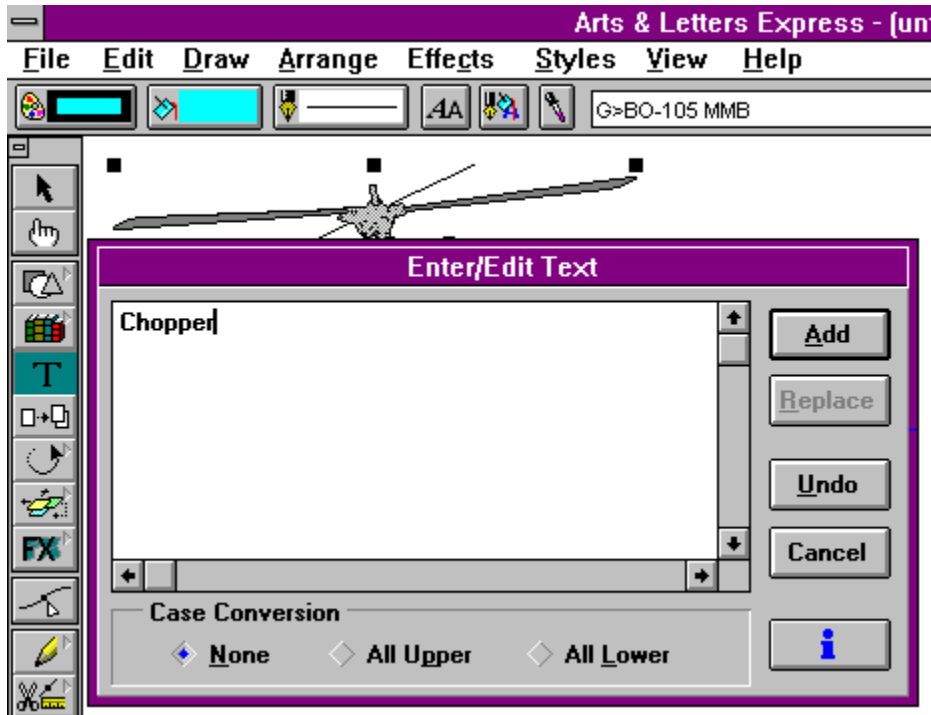 Arts & Letters Express - (un
File Edit Draw Arrange Effects Styles View Help
AA A G>BO-105 MMB
Enter/Edit Text
Chopper
Add
Replace
T
Undo
FX
Cancel
Case Conversion
None All Upper All Lower
i